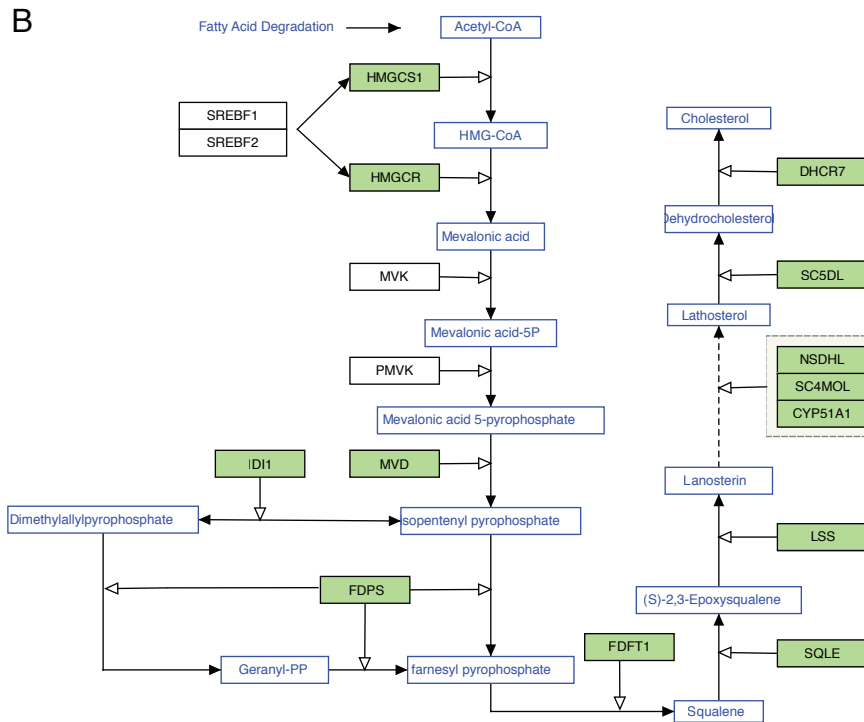 B
Fatty Acid Degradation
Acetyl-CoA
HMGCS1
SREBF1
SREBF2
HMG-CoA
HMGCR
Mevalonic acid
MVK
Mevalonic acid-5P
PMVK
Mevalonic acid 5-pyrophosphate
IDI1
MVD
Dimethylallylpyrophosphate
sopentenyl pyrophosphate
FDPS
Geranyl-PP
farnesyl pyrophosphate
FDFT1
Squalene
SQLE
(S)-2,3-Epoxysqualene
LSS
Lanosterin
NSDHL
SC4MOL
CYP51A1
Lathosterol
SC5DL
Dehydrocholesterol
DHCR7
Cholesterol